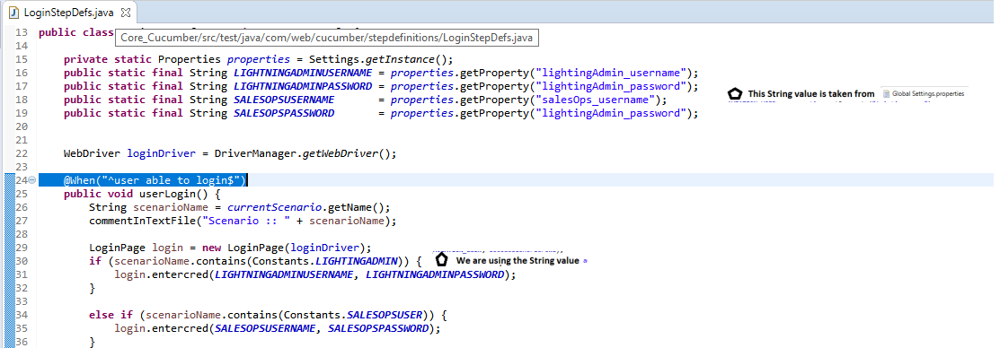 LoginStepDefs.java
13 public class
Core_Cucumber/src/test/java/com/web/cucumber/stepdefinitions/LoginStepDefs.java
14
15 private static Properties properties = Settings.getInstance();
16 public static final String LIGHTNINGADMINUSERNAME = properties.getProperty("lightingAdmin_username");
17 public static final String LIGHTNINGADMINPASSWORD = properties.getProperty("lightingAdmin_password");
This String value is taken from Global Settings.properties
18 public static final String SALESOPSUSERNAME = properties.getProperty("salesOps_username");
19 public static final String SALESOPSPASSWORD = properties.getProperty("lightingAdmin_password");
20
21
22 WebDriver loginDriver = DriverManager.getWebDriver();
23
24 @When("^user able to login$")
25 public void userLogin() {
26 String scenarioName = currentScenario.getName();
27 commentInTextFile("Scenario :: " + scenarioName);
28
29 LoginPage login = new LoginPage(loginDriver);
30 if (scenarioName.contains(Constants.LIGHTINGADMIN)) { We are using the String value
31 login.entercred(LIGHTNINGADMINUSERNAME, LIGHTNINGADMINPASSWORD);
32 }
33
34 else if (scenarioName.contains(Constants.SALESOPSUSER)) {
35 login.entercred(SALESOPSUSERNAME, SALESOPSPASSWORD);
36 }